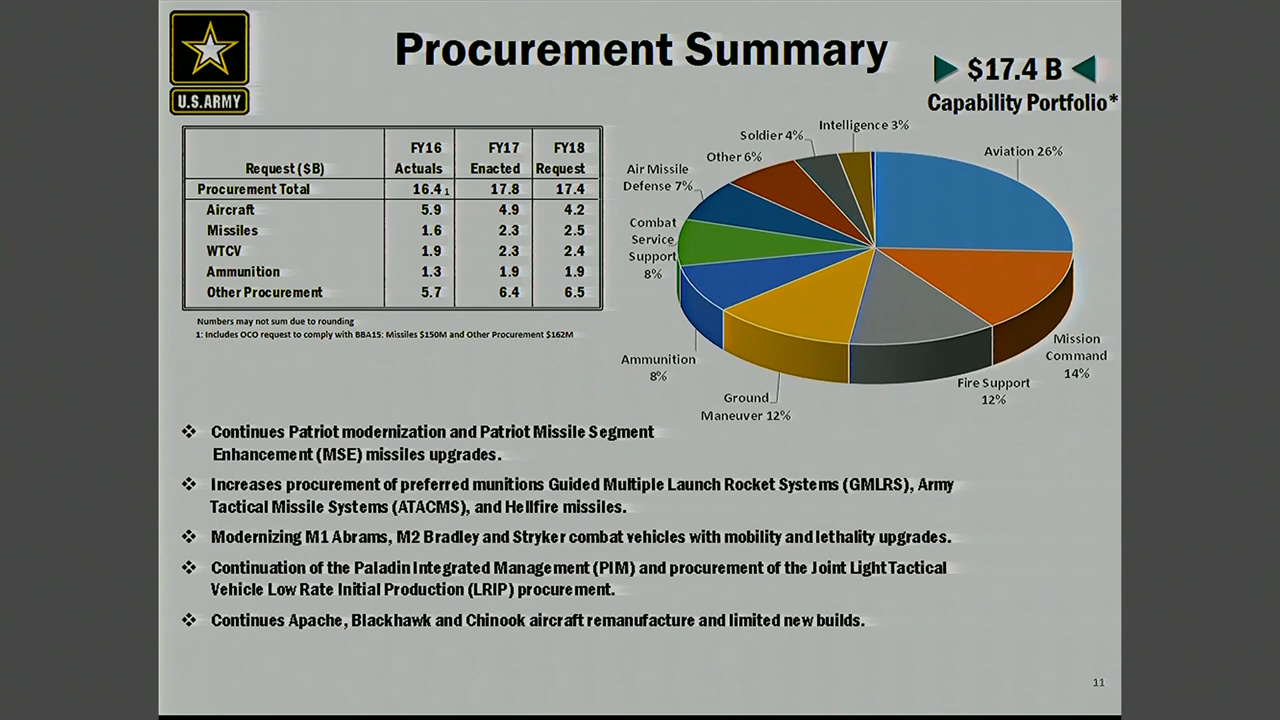 Procurement Summary
$17.4 B
Capability Portfolio*
U.S.ARMY
Request ($B) FY16 Actuals FY17 Enacted FY18 Request
Procurement Total 16.4 1 17.8 17.4
Aircraft 5.9 4.9 4.2
Missiles 1.6 2.3 2.5
WTCV 1.9 2.3 2.4
Ammunition 1.3 1.9 1.9
Other Procurement 5.7 6.4 6.5
Numbers may not sum due to rounding
1: Includes OCO request to comply with BBA15: Missiles $150M and Other Procurement $162M
Intelligence 3%
Soldier 4%
Other 6%
Air Missile
Defense 7%
Combat
Service
Support
8%
Ammunition
8%
Ground
Maneuver 12%
Fire Support
12%
Mission
Command
14%
Aviation 26%
Continues Patriot modernization and Patriot Missile Segment
Enhancement (MSE) missiles upgrades.
Increases procurement of preferred munitions Guided Multiple Launch Rocket Systems (GMLRS), Army
Tactical Missile Systems (ATACMS), and Hellfire missiles.
Modernizing M1 Abrams, M2 Bradley and Stryker combat vehicles with mobility and lethality upgrades.
Continuation of the Paladin Integrated Management (PIM) and procurement of the Joint Light Tactical
Vehicle Low Rate Initial Production (LRIP) procurement.
Continues Apache, Blackhawk and Chinook aircraft remanufacture and limited new builds.
11